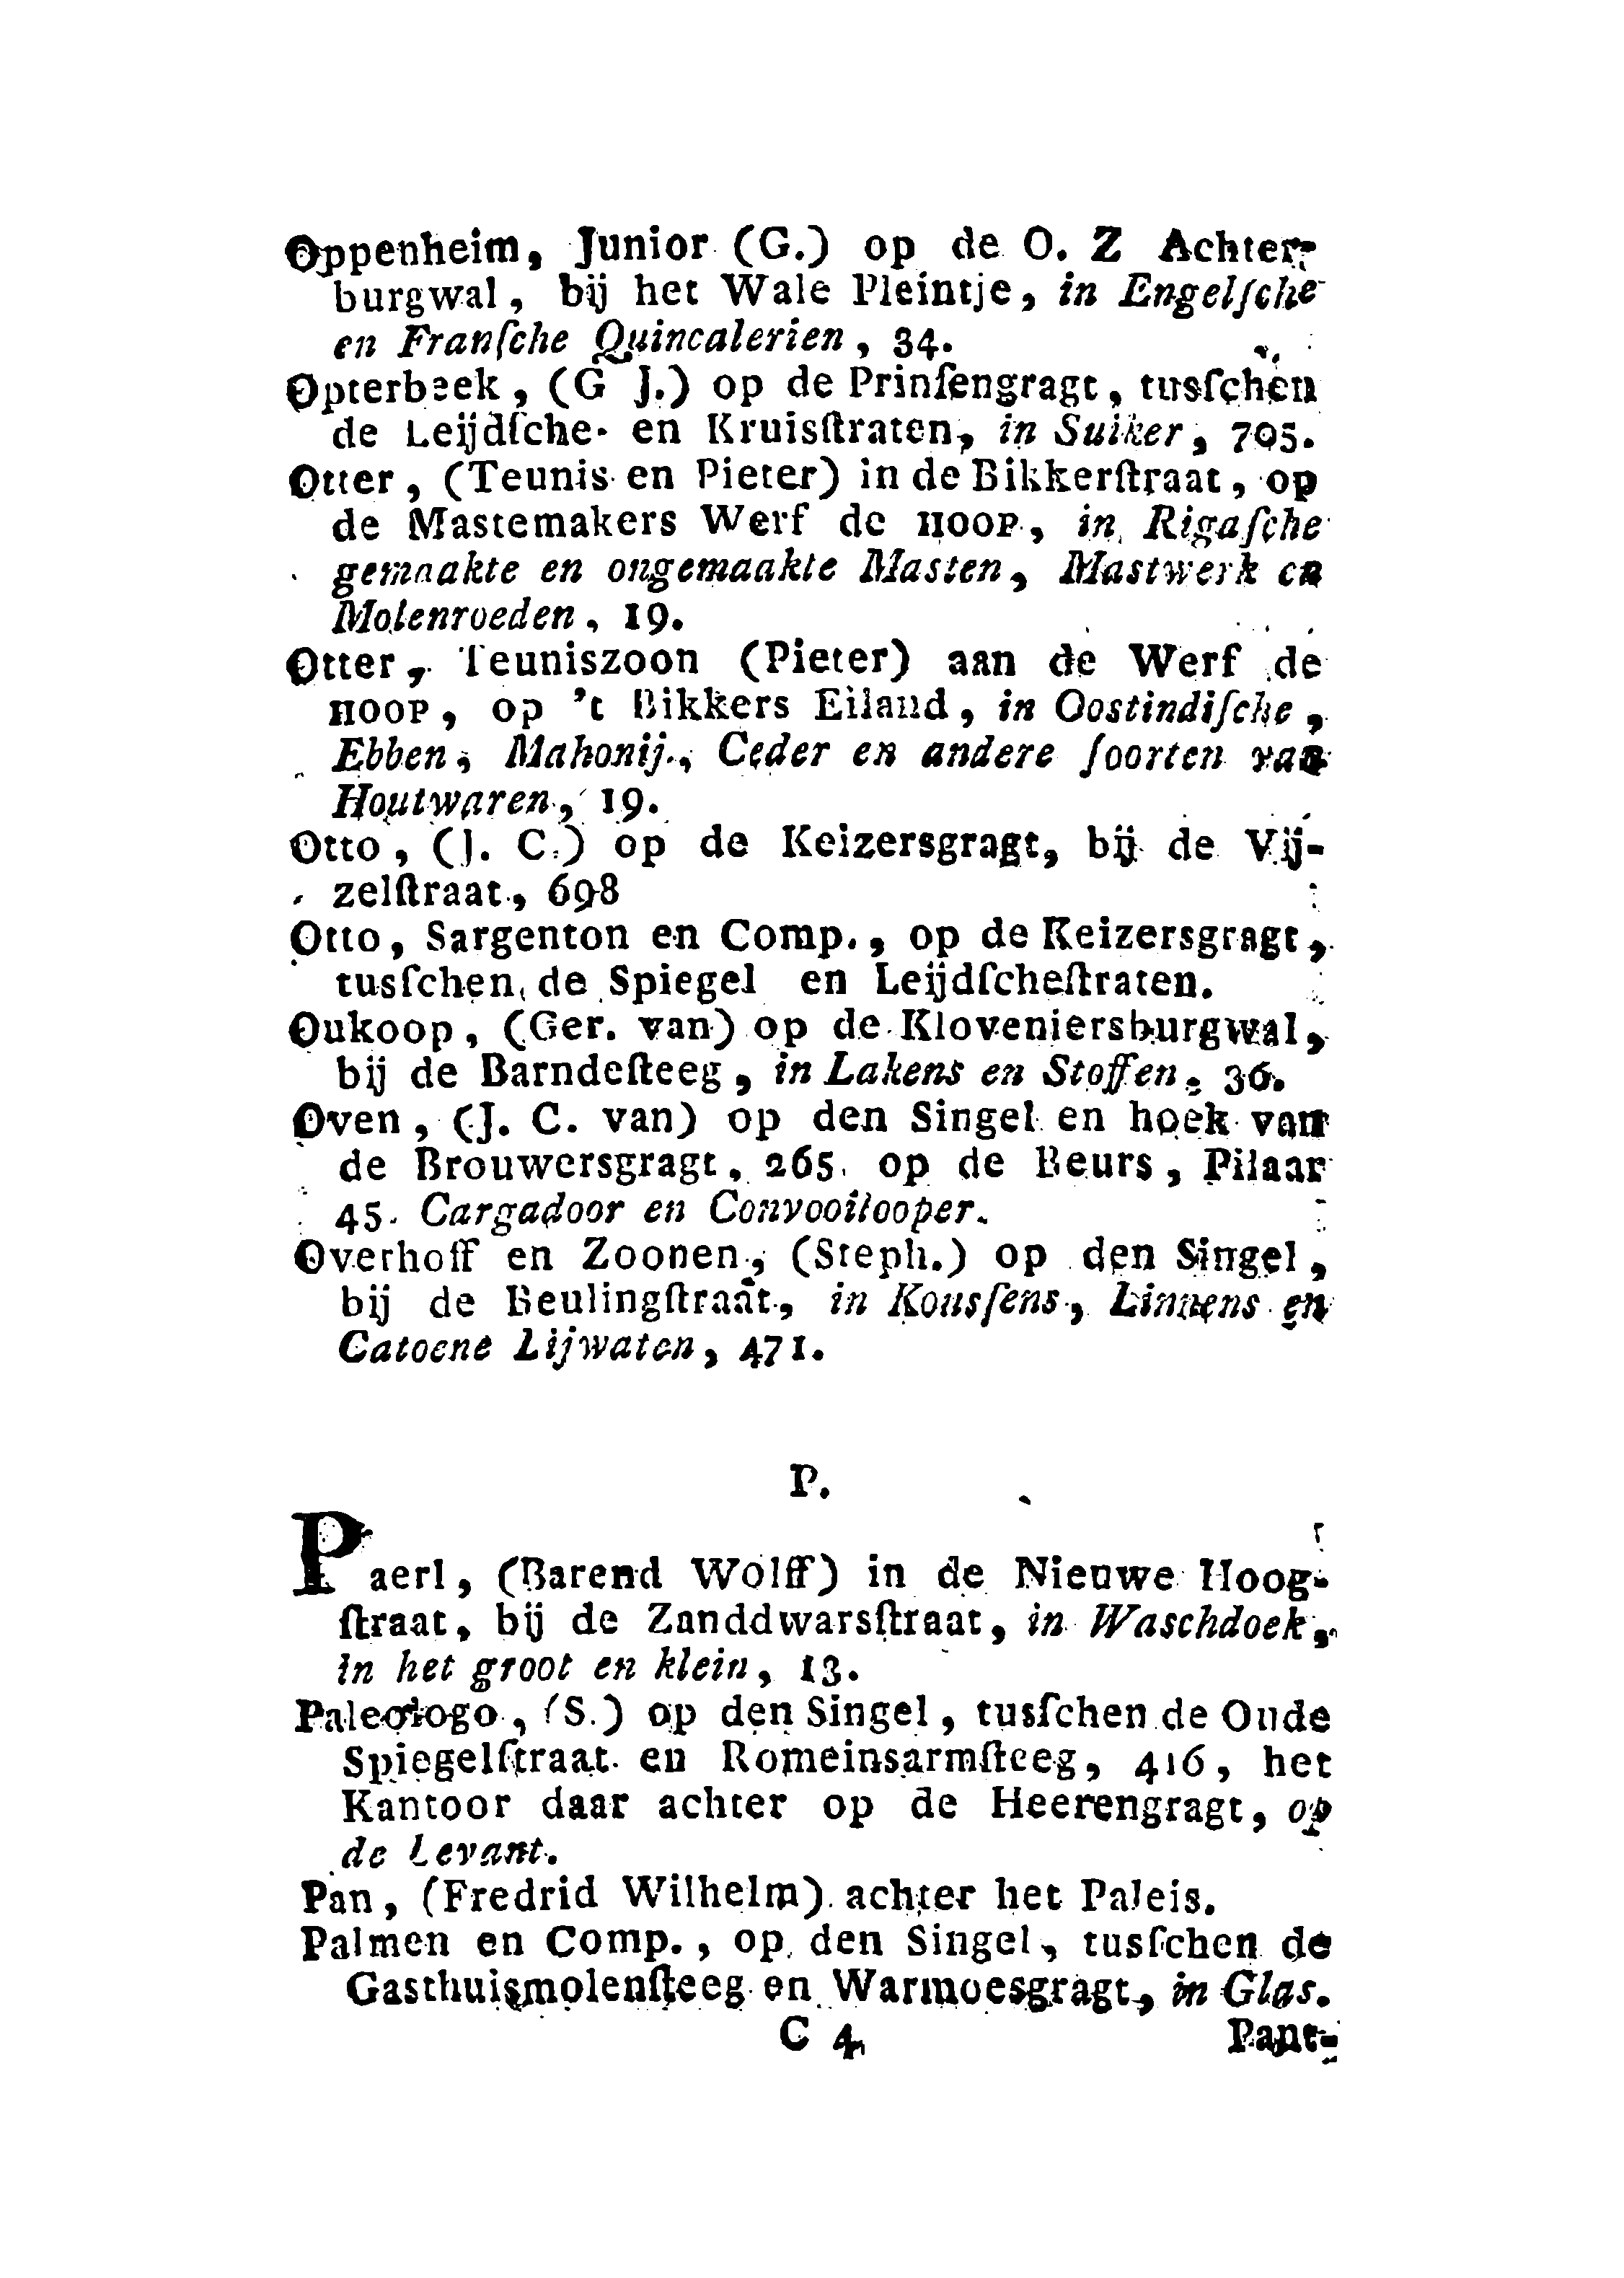 Oppenheim, Junior (G.) op de O. Z Achter-
burgwal, bij het Wale Pleintje, in Engelſche
en Franſche Quincalerien, 34.
Opterbeek, (G J.) op de Prinſengragt, tusſchen
de Leijdſche- en Kruisſtraten, in Suiker, 705.
Otter, (Teunis en Pieter) in de Bikkerſtraat, op
de Mastemakers Werf de HOOP, in Rigaſche
gemaakte en ongemaakte Masten, Mastwerk en
Molenroeden, 19.
Otter, Teuniszoon (Pieter) aan de Werf de
HOOP, op 't Bikkers Eiland, in Oostindiſche,
Ebben, Mahonij, Ceder en andere ſoorten van
Houtwaren, 19.
Otto, (J. C.) op de Keizersgragt, bij de Vij-
zelſtraat, 698
Otto, Sargenton en Comp., op de Keizersgragt,
tusſchen de Spiegel en Leijdſcheſtraten.
Oukoop, (Ger. van) op de Kloveniersburgwal,
bij de Barndeſteeg, in Lakens en Stoffen, 36.
Oven, (J. C. van) op den Singel en hoek van
de Brouwersgragt, 265. op de Beurs, Pilaar
45. Cargadoor en Convooilooper.
Overhoff en Zoonen, (Steph.) op den Singel,
bij de Beulingſtraat, in Kousſens, Linnens en
Catoene Lijwaten, 471.
P.
Paerl, (Barend Wolff) in de Nieuwe Hoog-
ſtraat, bij de Zanddwarsſtraat, in Waschdoek,
in het groot en klein, 13.
Paleologo, (S.) op den Singel, tusſchen de Oude
Spiegelſtraat en Romeinsarmſteeg, 416, het
Kantoor daar achter op de Heerengragt, op
de Levant.
Pan, (Fredrid Wilhelm) achter het Paleis.
Palmen en Comp., op den Singel, tusſchen de
Gasthuismolenſteeg en Warmoesgragt, in Glas.
C 4 Pant-